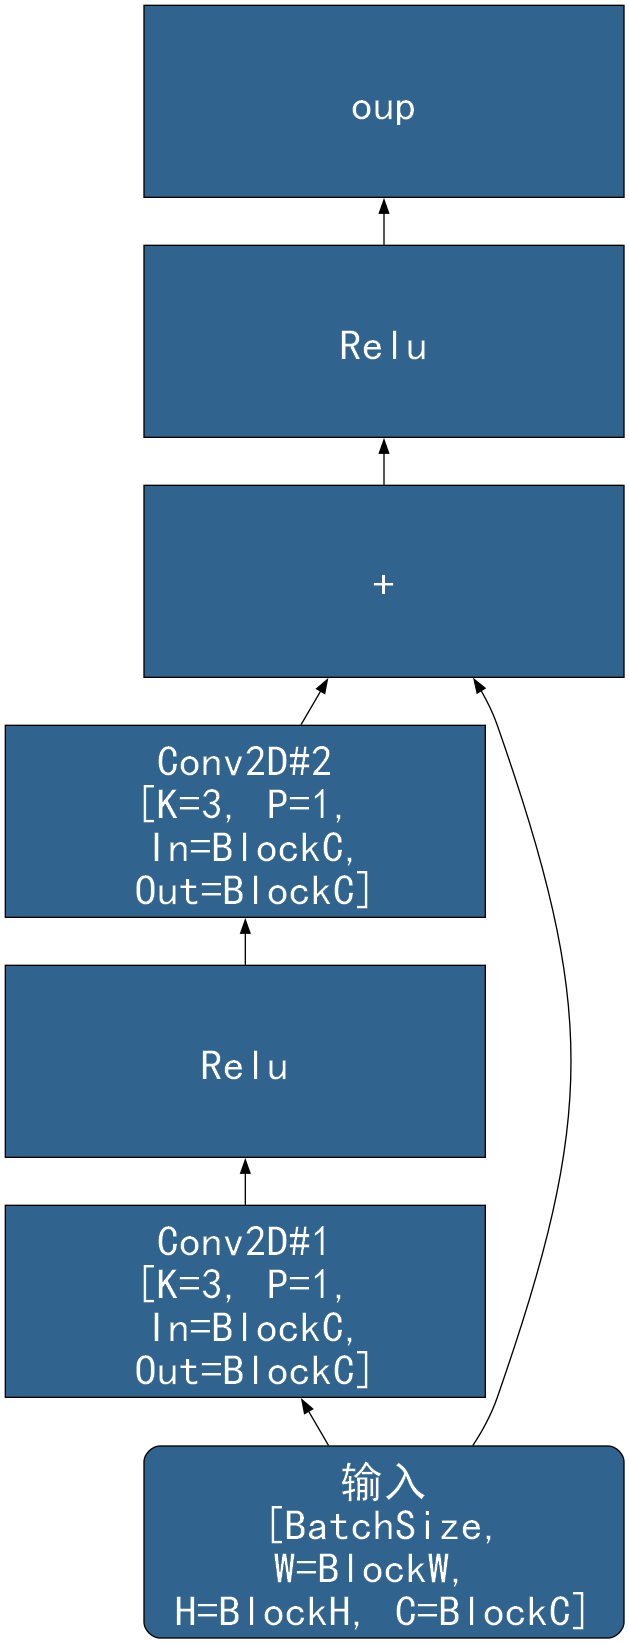 oup
Relu
+
Conv2D#2
[K=3, P=1,
In=BlockC,
Out=BlockC]
Relu
Conv2D#1
[K=3, P=1,
In=BlockC,
Out=BlockC]
输入
[BatchSize,
W=BlockW,
H=BlockH, C=BlockC]